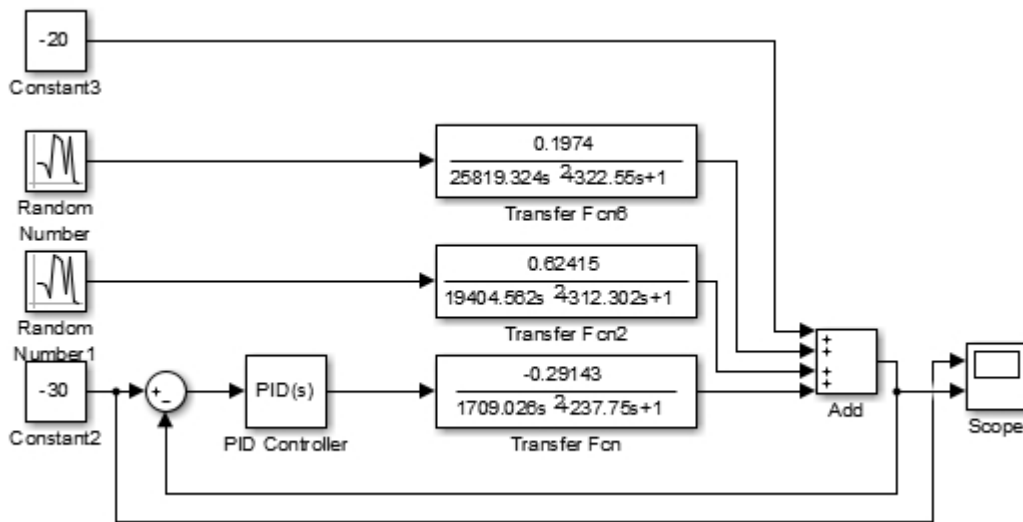 -20
Constant3
Random
Number
0.1974
25819.324s²+322.55s+1
Transfer Fcn6
Random
Number1
0.62415
19404.562s²+312.302s+1
Transfer Fcn2
-30
Constant2
+
−
PID(s)
PID Controller
-0.29143
1709.026s²+237.75s+1
Transfer Fcn
+
+
+
+
Add
Scope